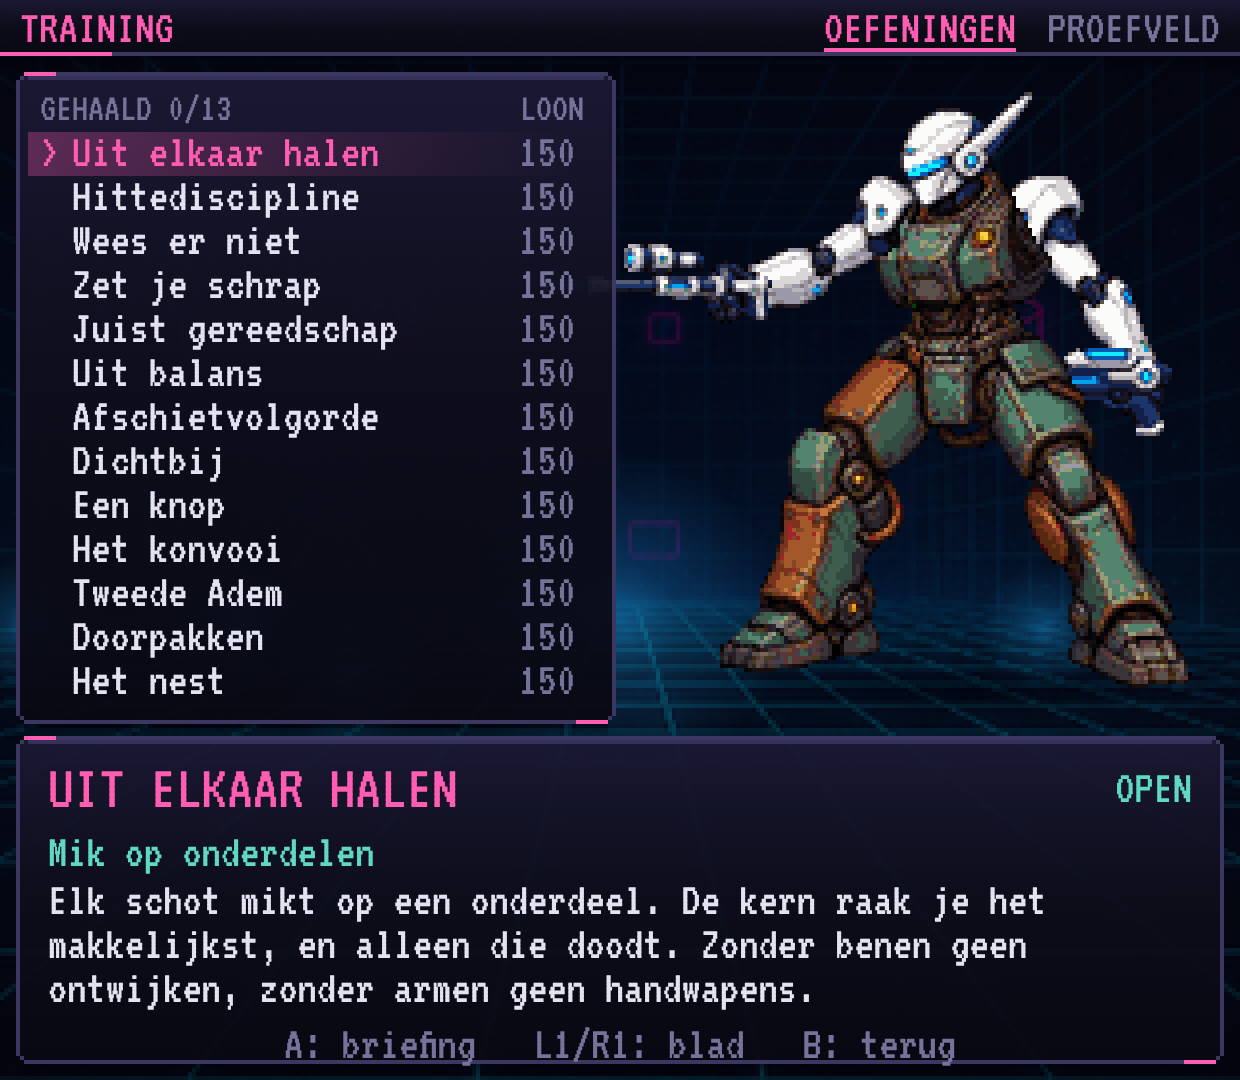 TRAINING
OEFENINGEN PROEFVELD
GEHAALD 0/13 LOON
> Uit elkaar halen 150
Hittediscipline 150
Wees er niet 150
Zet je schrap 150
Juist gereedschap 150
Uit balans 150
Afschietvolgorde 150
Dichtbij 150
Een knop 150
Het konvooi 150
Tweede Adem 150
Doorpakken 150
Het nest 150
UIT ELKAAR HALEN OPEN
Mik op onderdelen
Elk schot mikt op een onderdeel. De kern raak je het
makkelijkst, en alleen die doodt. Zonder benen geen
ontwijken, zonder armen geen handwapens.
A: briefing L1/R1: blad B: terug